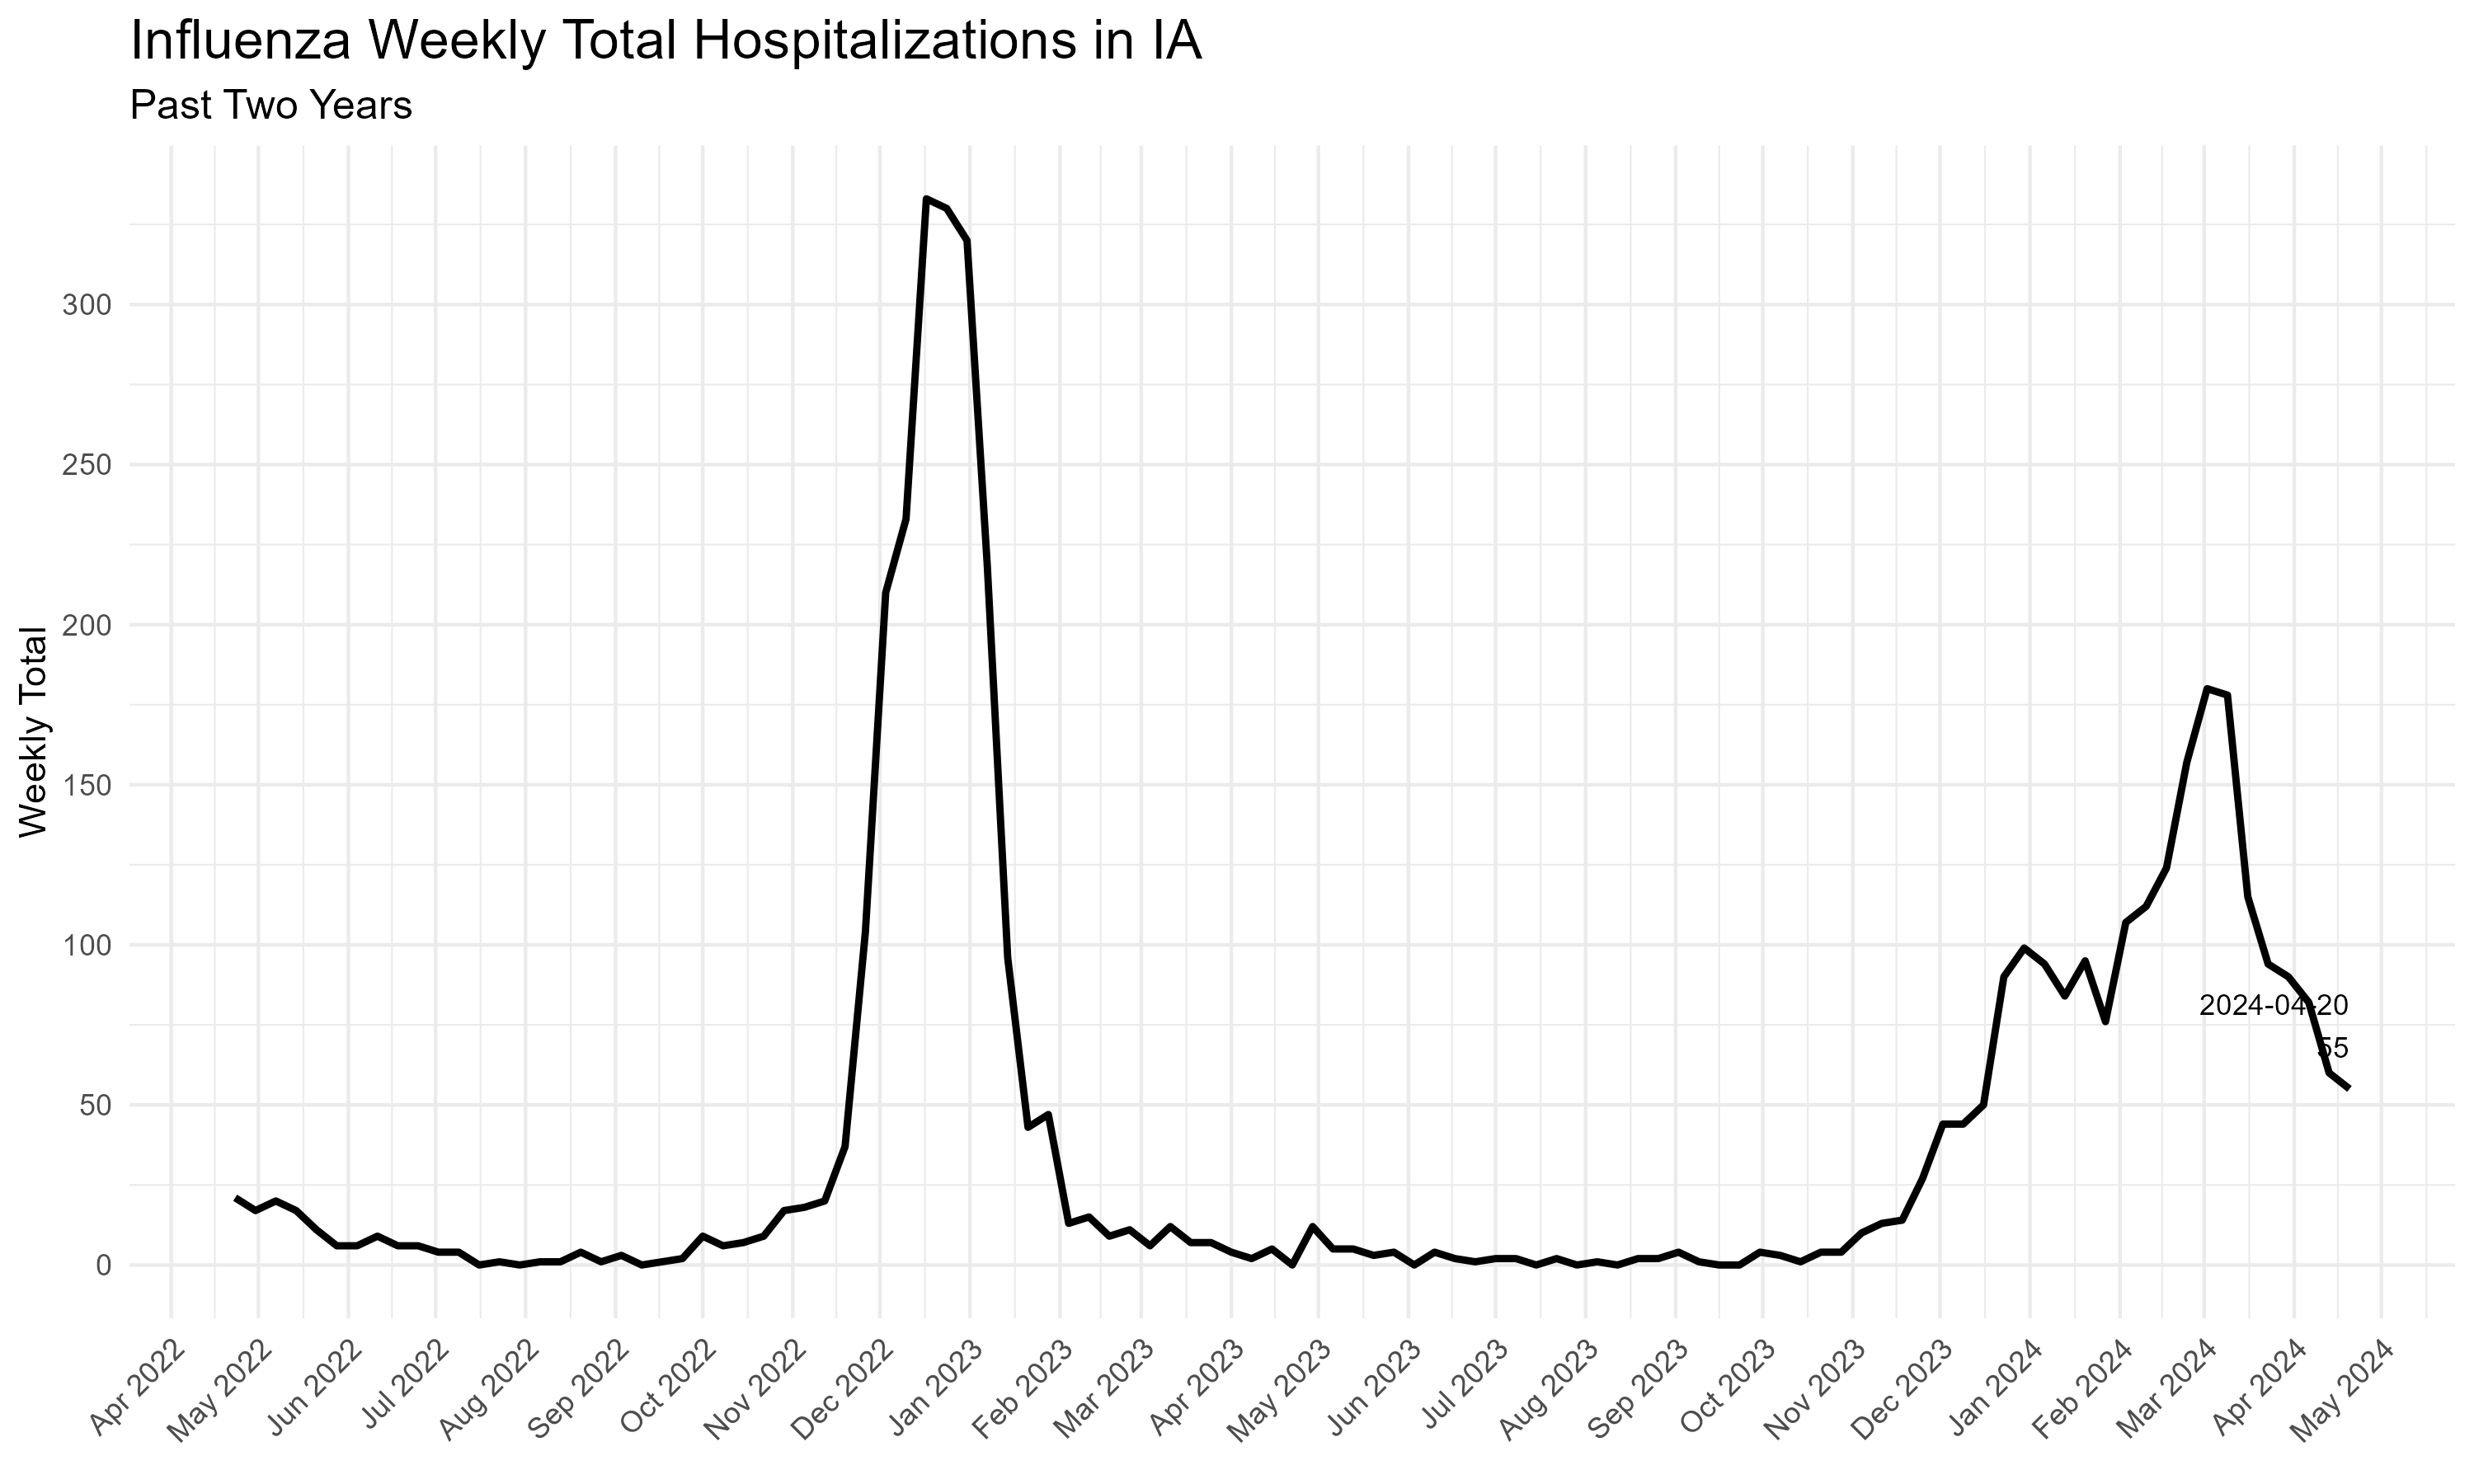 Influenza Weekly Total Hospitalizations in IA
Past Two Years
Weekly Total
300
250
200
150
100
50
0
2024-04-20
55
Apr 2022
May 2022
Jun 2022
Jul 2022
Aug 2022
Sep 2022
Oct 2022
Nov 2022
Dec 2022
Jan 2023
Feb 2023
Mar 2023
Apr 2023
May 2023
Jun 2023
Jul 2023
Aug 2023
Sep 2023
Oct 2023
Nov 2023
Dec 2023
Jan 2024
Feb 2024
Mar 2024
Apr 2024
May 2024